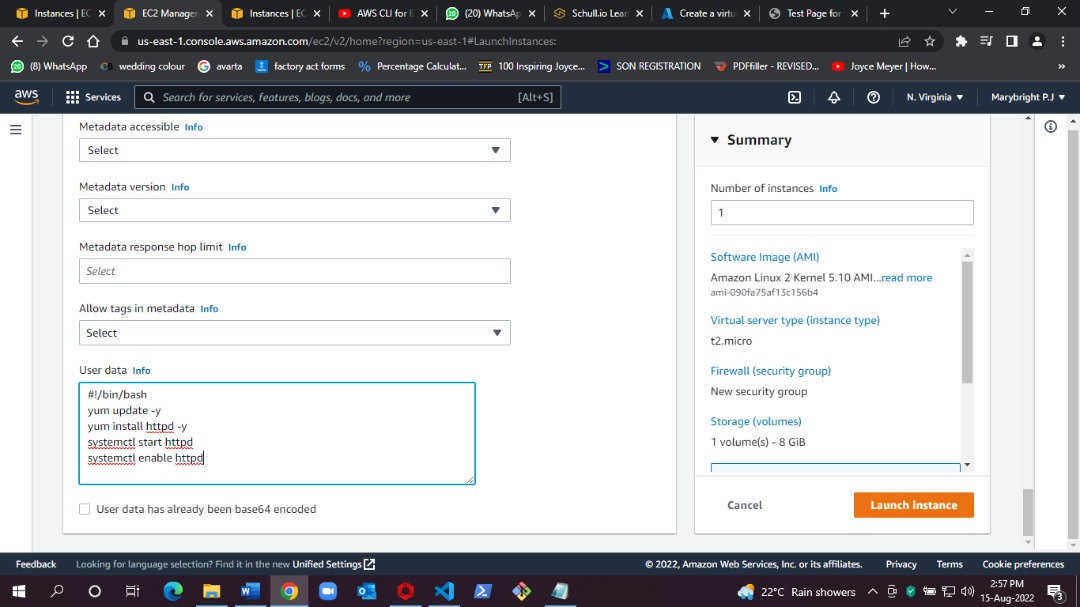 Instances | EC
EC2 Manager
Instances | EC
AWS CLI for B
(20) WhatsAp
Schull.io Lear
Create a virtu
Test Page for
us-east-1.console.aws.amazon.com/ec2/v2/home?region=us-east-1#LaunchInstances:
(8) WhatsApp
wedding colour
avarta
factory act forms
Percentage Calculat...
100 Inspiring Joyce...
SON REGISTRATION
PDFfiller - REVISED...
Joyce Meyer | How...
»
aws
Services
Search for services, features, blogs, docs, and more
[Alt+S]
N. Virginia
Marybright P.J
Metadata accessible Info
Select
Metadata version Info
Select
Metadata response hop limit Info
Select
Allow tags in metadata Info
Select
User data Info
#!/bin/bash
yum update -y
yum install httpd -y
systemctl start httpd
systemctl enable httpd
User data has already been base64 encoded
Summary
Number of instances Info
1
Software Image (AMI)
Amazon Linux 2 Kernel 5.10 AMI...read more
ami-090fa75af13c156b4
Virtual server type (instance type)
t2.micro
Firewall (security group)
New security group
Storage (volumes)
1 volume(s) - 8 GiB
Cancel
Launch instance
Feedback
Looking for language selection? Find it in the new Unified Settings
© 2022, Amazon Web Services, Inc. or its affiliates.
Privacy
Terms
Cookie preferences
22°C Rain showers
2:57 PM
15-Aug-2022
3